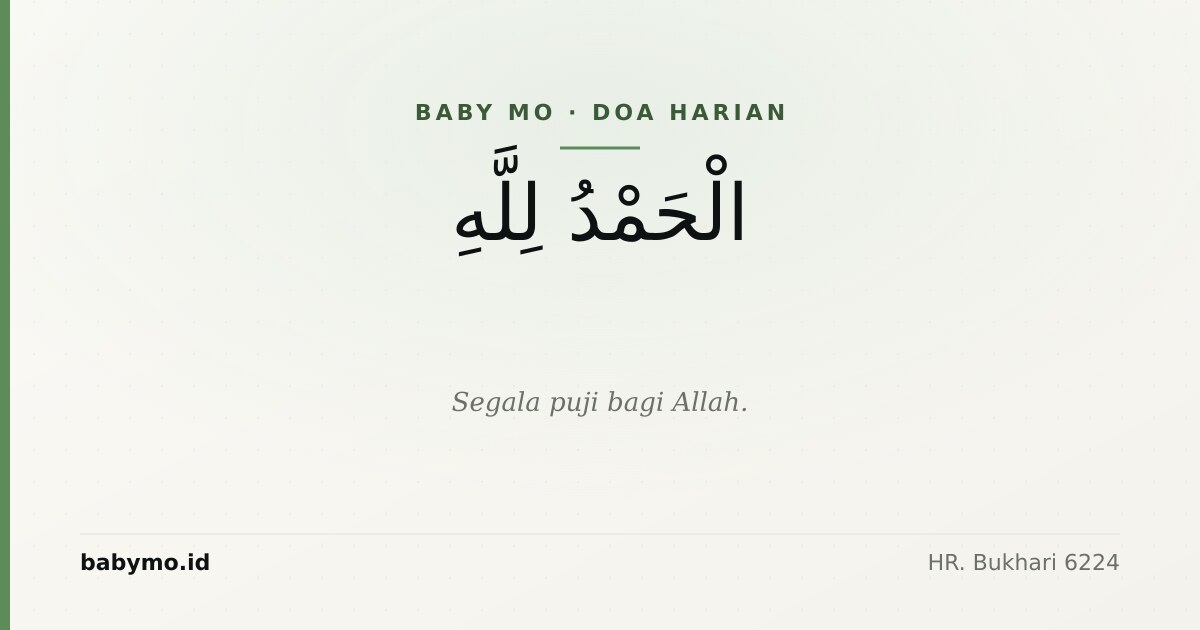 BABY MO · DOA HARIAN
الْحَمْدُ لِلَّهِ
Segala puji bagi Allah.
babymo.id
HR. Bukhari 6224